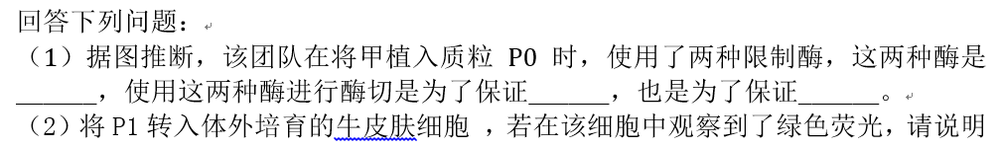 回答下列问题：
（1）据图推断，该团队在将甲植入质粒 P0 时，使用了两种限制酶，这两种酶是
______，使用这两种酶进行酶切是为了保证______，也是为了保证______。
（2）将 P1 转入体外培育的牛皮肤细胞 ，若在该细胞中观察到了绿色荧光，请说明